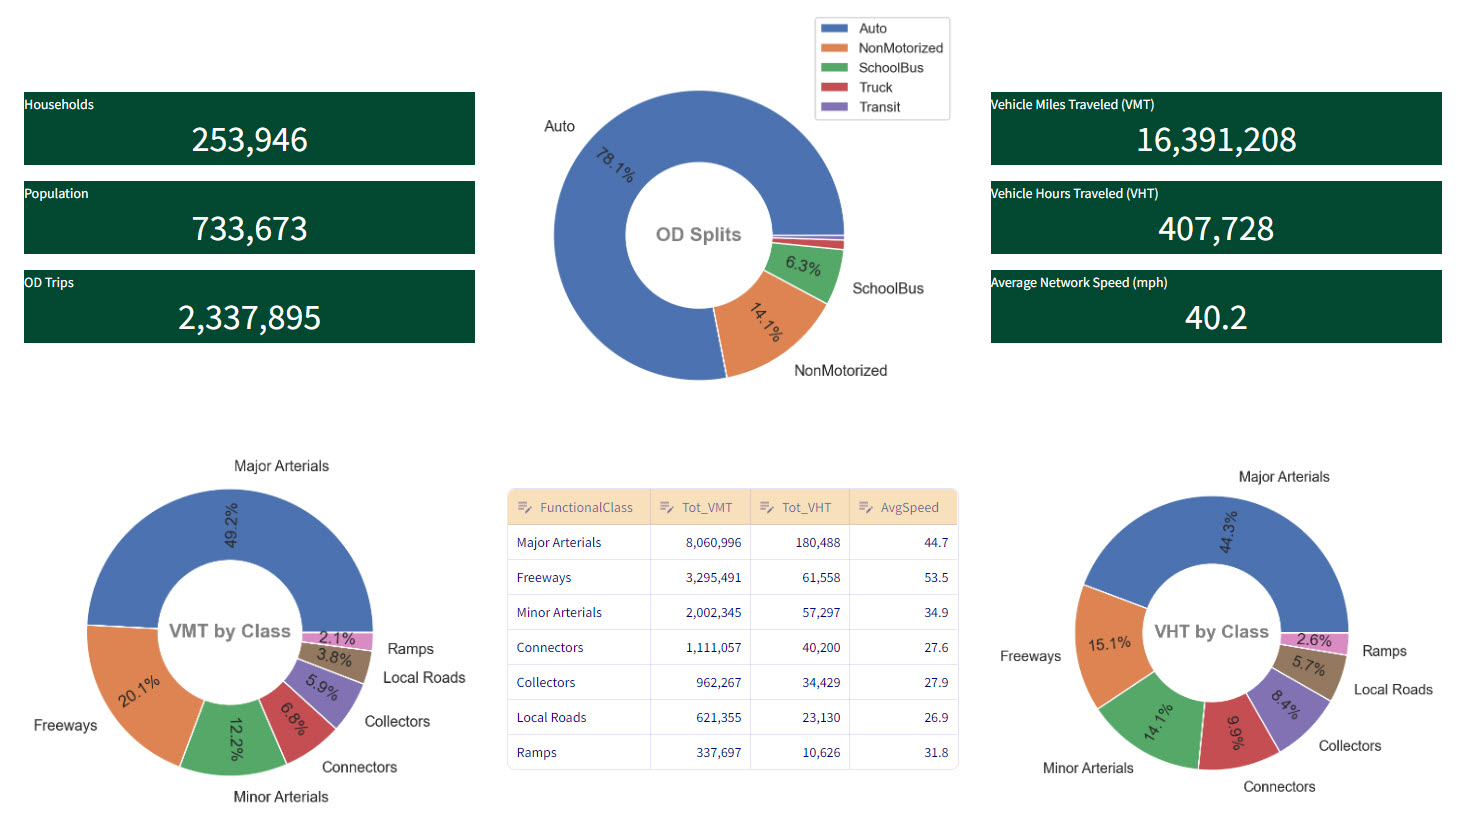 Auto
NonMotorized
SchoolBus
Truck
Transit
Households
253,946
Population
733,673
OD Trips
2,337,895
Auto
78.1%
OD Splits
6.3%
SchoolBus
14.1%
NonMotorized
Vehicle Miles Traveled (VMT)
16,391,208
Vehicle Hours Traveled (VHT)
407,728
Average Network Speed (mph)
40.2
Major Arterials
49.2%
VMT by Class
2.1%
Ramps
3.8%
Local Roads
5.9%
Collectors
20.1%
Freeways
6.8%
Connectors
12.2%
Minor Arterials
FunctionalClass Tot_VMT Tot_VHT AvgSpeed
Major Arterials 8,060,996 180,488 44.7
Freeways 3,295,491 61,558 53.5
Minor Arterials 2,002,345 57,297 34.9
Connectors 1,111,057 40,200 27.6
Collectors 962,267 34,429 27.9
Local Roads 621,355 23,130 26.9
Ramps 337,697 10,626 31.8
Major Arterials
44.3%
VHT by Class
2.6%
Ramps
15.1%
Freeways
5.7%
Local Roads
8.4%
Collectors
14.1%
Minor Arterials
9.9%
Connectors